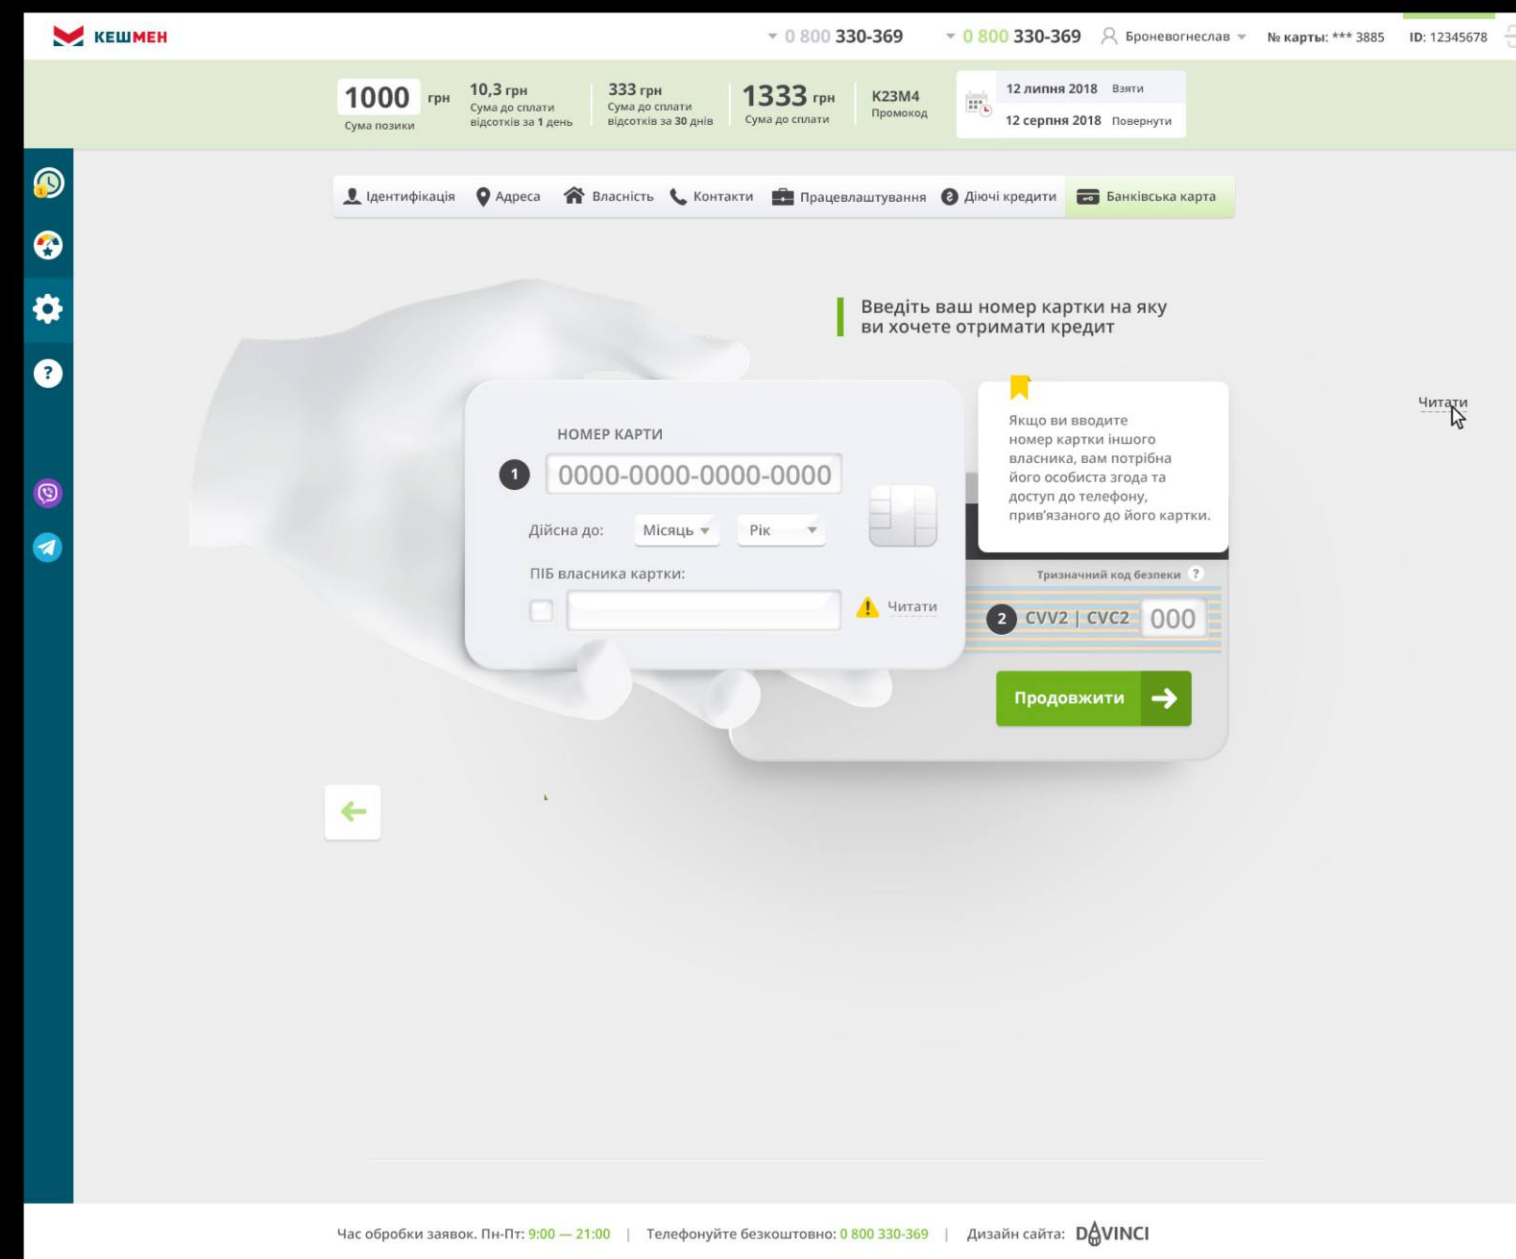 КЕШМЕН
0 800 330-369
0 800 330-369
Броневогнеслав
№ карты: *** 3885
ID: 12345678
1000 грн
Сума позики
10,3 грн
Сума до сплати
відсотків за 1 день
333 грн
Сума до сплати
відсотків за 30 днів
1333 грн
Сума до сплати
K23M4
Промокод
12 липня 2018 Взяти
12 серпня 2018 Повернути
Ідентифікація
Адреса
Власність
Контакти
Працевлаштування
Діючі кредити
Банківська карта
Введіть ваш номер картки на яку
ви хочете отримати кредит
Читати
НОМЕР КАРТИ
1
0000-0000-0000-0000
Дійсна до:
Місяць
Рік
ПІБ власника картки:
Читати
Якщо ви вводите
номер картки іншого
власника, вам потрібна
його особиста згода та
доступ до телефону,
прив'язаного до його картки.
Тризначний код безпеки ?
2 CVV2 | CVC2 000
Продовжити
Час обробки заявок. Пн-Пт: 9:00 — 21:00 | Телефонуйте безкоштовно: 0 800 330-369 | Дизайн сайта: DAVINCI